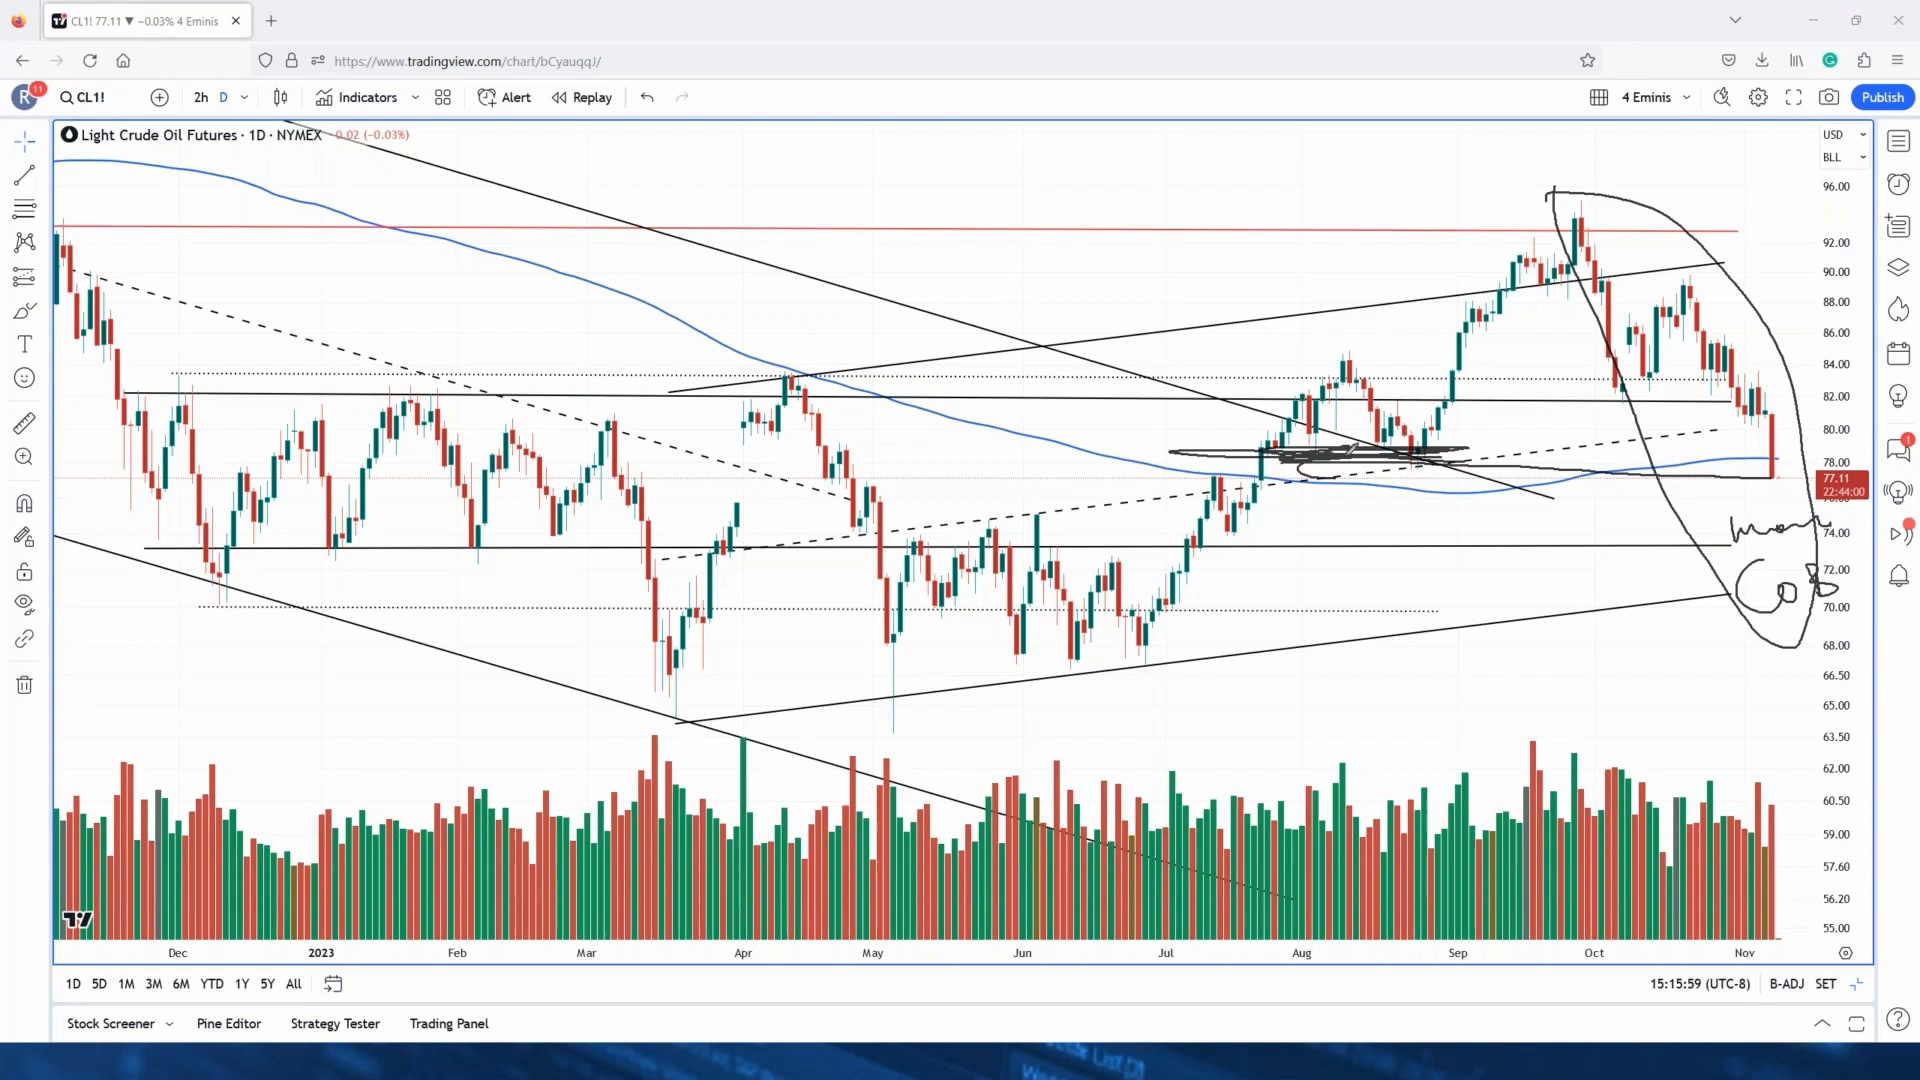 CL1! 77.11 ▼ −0.03% 4 Eminis
https://www.tradingview.com/chart/bCyauqqJ/
R 11 CL1! 2h D Indicators Alert Replay 4 Eminis Publish
Light Crude Oil Futures · 1D · NYMEX −0.02 (−0.03%)
USD
BLL
96.00
92.00
90.00
88.00
86.00
84.00
82.00
80.00
78.00
77.11
22:44:00
74.00
72.00
70.00
68.00
66.50
65.00
63.50
62.00
60.50
59.00
57.60
56.20
55.00
1
Dec 2023 Feb Mar Apr May Jun Jul Aug Sep Oct Nov
1D 5D 1M 3M 6M YTD 1Y 5Y All 15:15:59 (UTC-8) B-ADJ SET
Stock Screener Pine Editor Strategy Tester Trading Panel